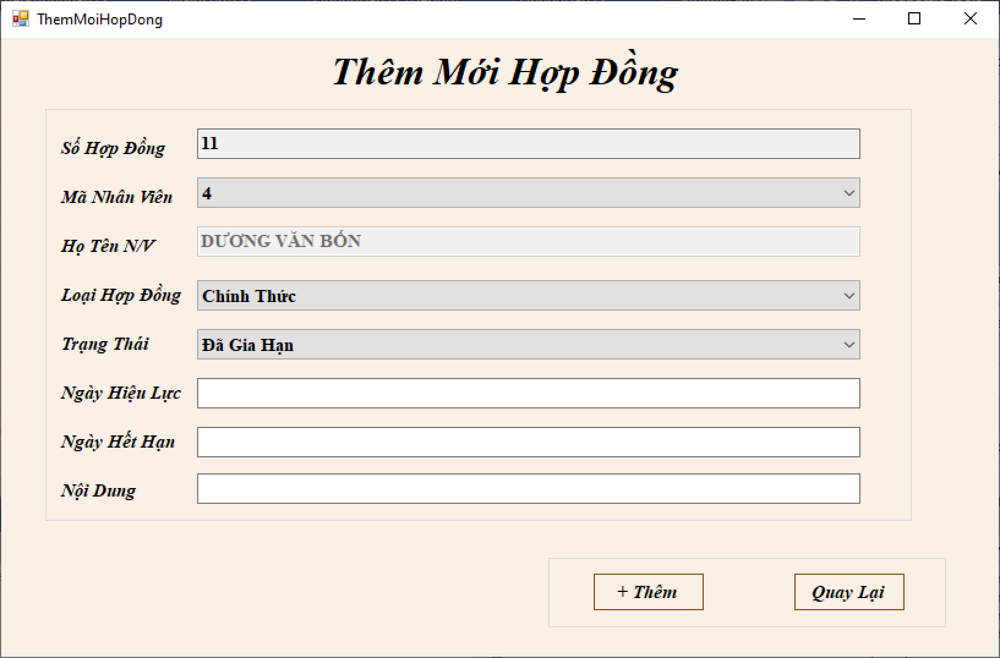 ThemMoiHopDong
Thêm Mới Hợp Đồng
Số Hợp Đồng 11
Mã Nhân Viên 4
Họ Tên N/V DƯƠNG VĂN BỐN
Loại Hợp Đồng Chính Thức
Trạng Thái Đã Gia Hạn
Ngày Hiệu Lực
Ngày Hết Hạn
Nội Dung
+ Thêm Quay Lại